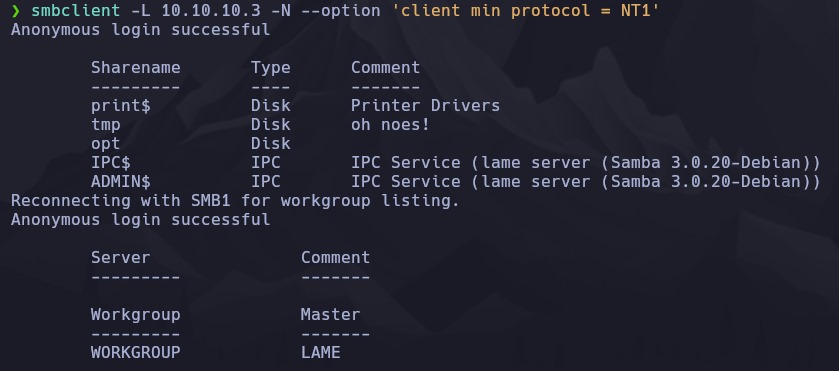 ❯ smbclient -L 10.10.10.3 -N --option 'client min protocol = NT1'
Anonymous login successful
Sharename Type Comment
--------- ---- -------
print$ Disk Printer Drivers
tmp Disk oh noes!
opt Disk
IPC$ IPC IPC Service (lame server (Samba 3.0.20-Debian))
ADMIN$ IPC IPC Service (lame server (Samba 3.0.20-Debian))
Reconnecting with SMB1 for workgroup listing.
Anonymous login successful
Server Comment
--------- -------
Workgroup Master
--------- -------
WORKGROUP LAME